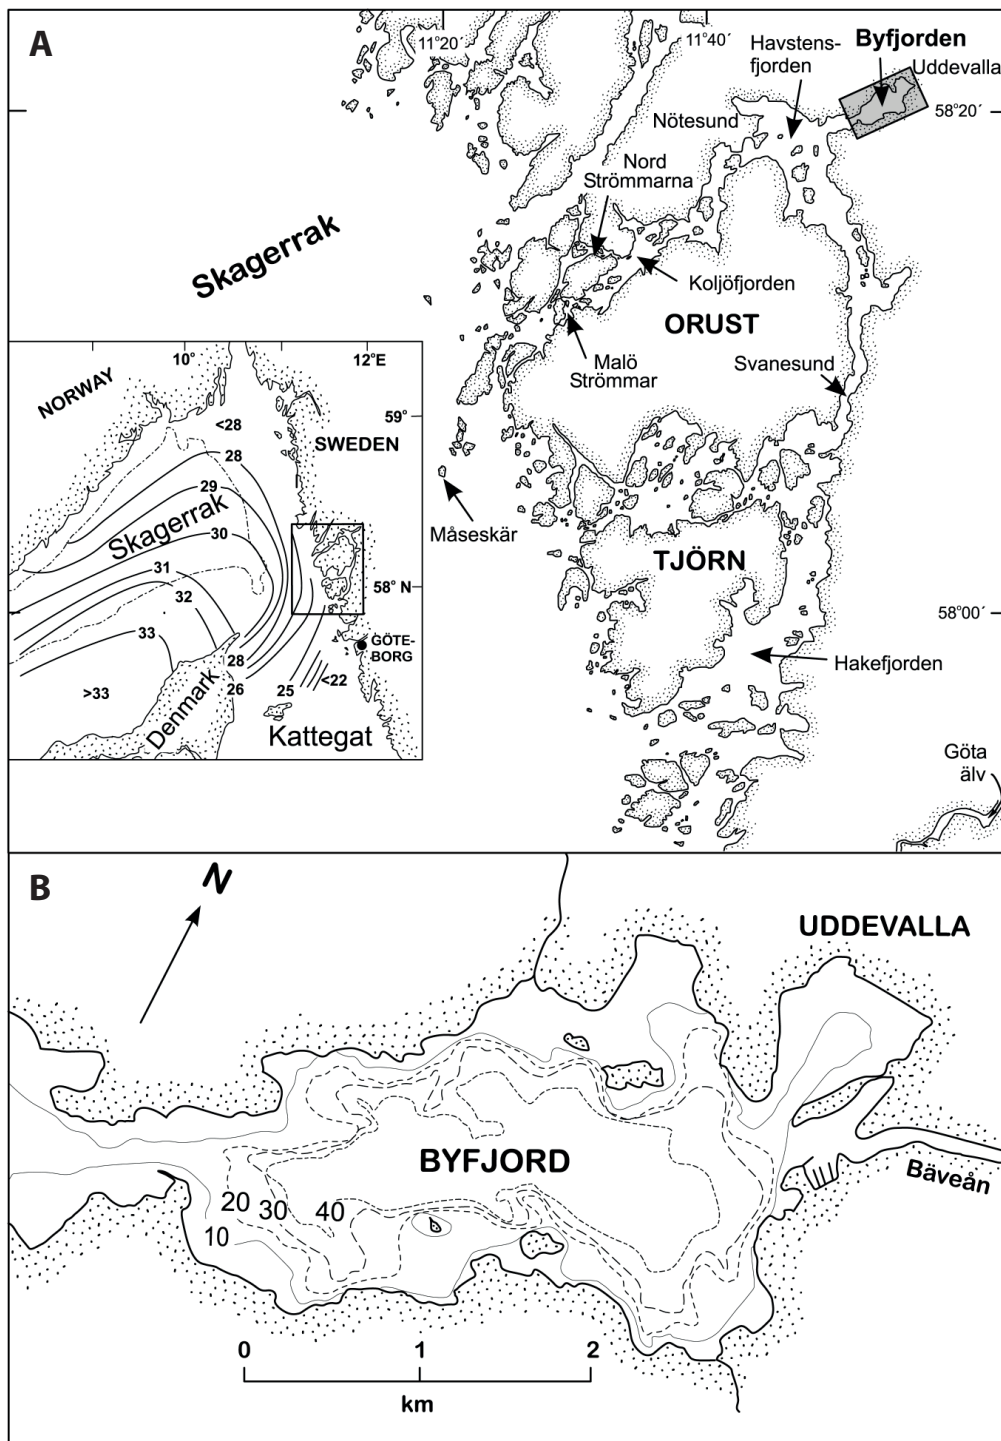 A
11°20´
11°40´
Havstens-
fjorden
Byfjorden
Uddevalla
58°20´
Nötesund
Nord
Strömmarna
Skagerrak
Koljöfjorden
ORUST
Malö
Strömmar
Svanesund
Måseskär
TJÖRN
58°00´
Hakefjorden
Göta
älv
10°
12°E
NORWAY
59°
<28
SWEDEN
28
29
Skagerrak
30
31
58° N
32
33
28
GÖTE-
BORG
>33
26
25
<22
Denmark
Kattegat
B
N
UDDEVALLA
BYFJORD
Bäveån
20
30
40
10
0
1
2
km